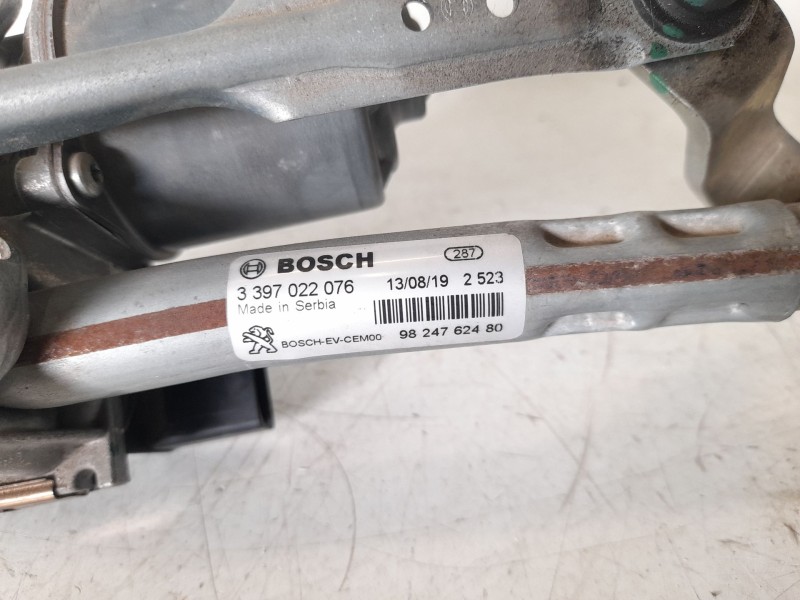 BOSCH 287
3 397 022 076 13/08/19 2 523
Made in Serbia
BOSCH-EV-CEM00 98 247 624 80